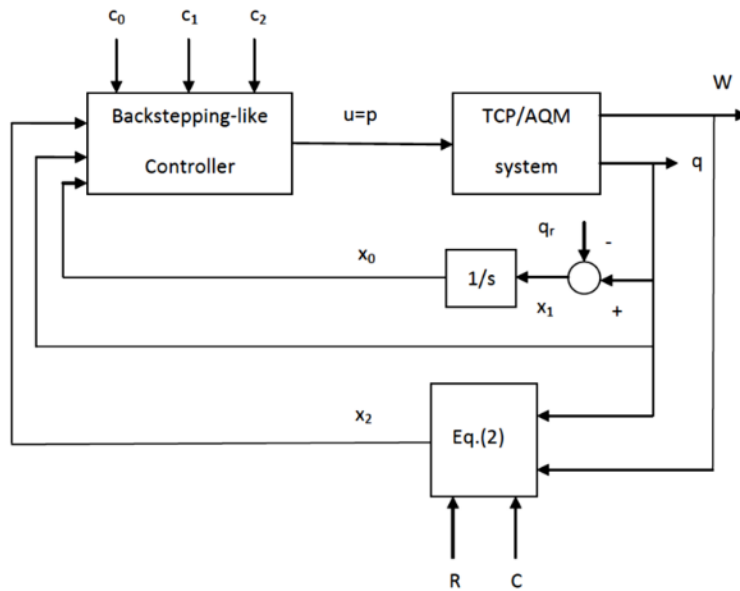 c₀ c₁ c₂
W
Backstepping-like
Controller
u=p
TCP/AQM
system
q
qᵣ
-
x₀
1/s
x₁
+
x₂
Eq.(2)
R C